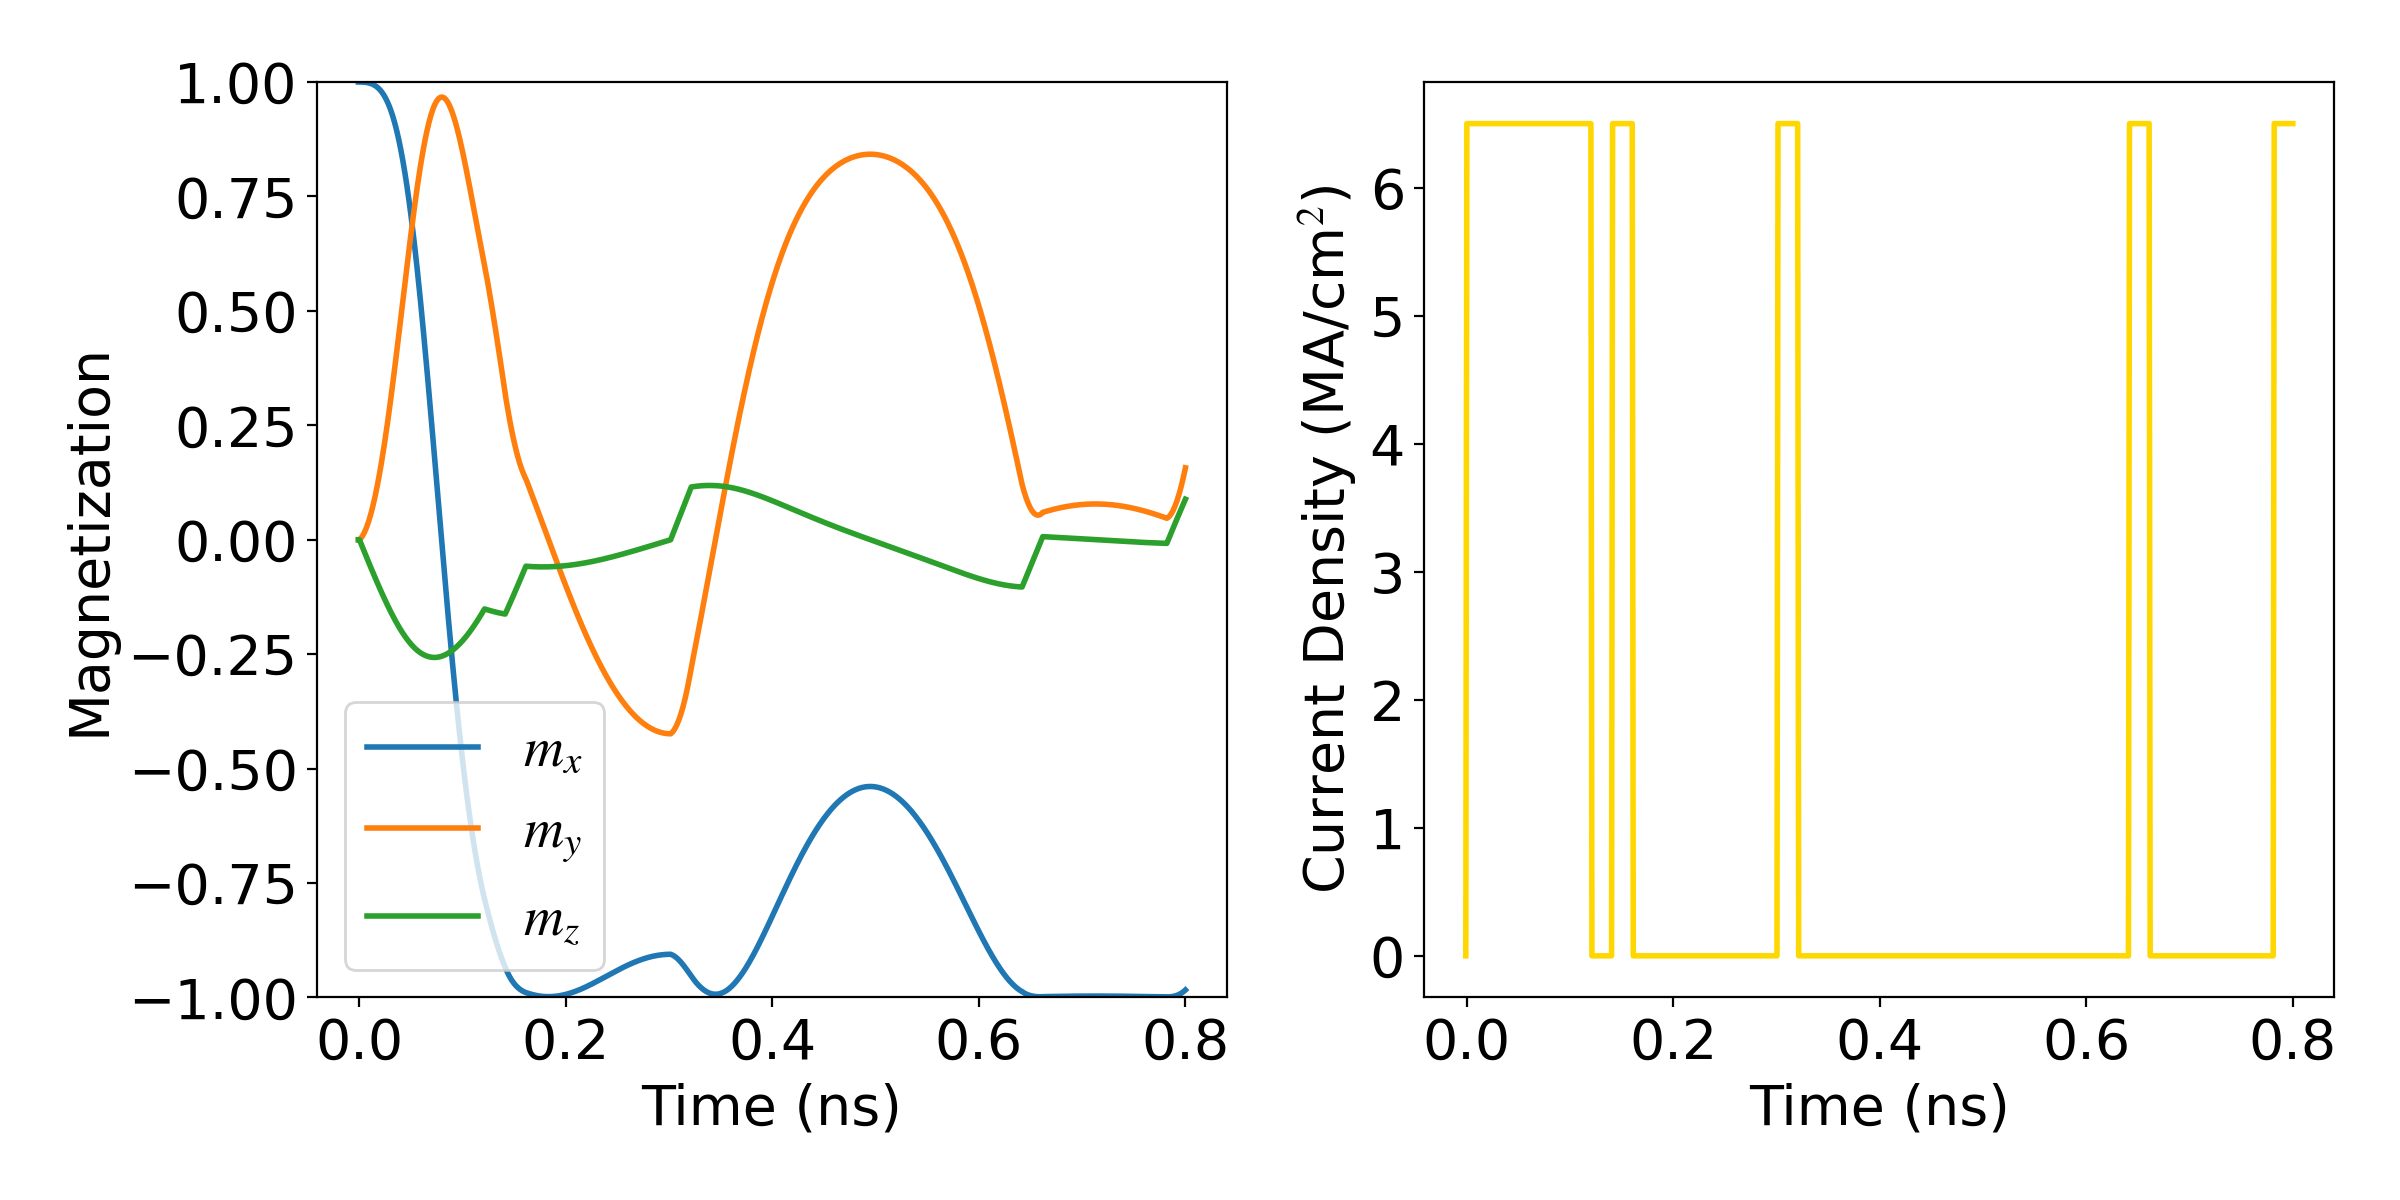 1.00
0.75
0.50
0.25
0.00
−0.25
−0.50
−0.75
−1.00
Magnetization
0.0 0.2 0.4 0.6 0.8
Time (ns)
m_x
m_y
m_z
6
5
4
3
2
1
0
Current Density (MA/cm²)
0.0 0.2 0.4 0.6 0.8
Time (ns)